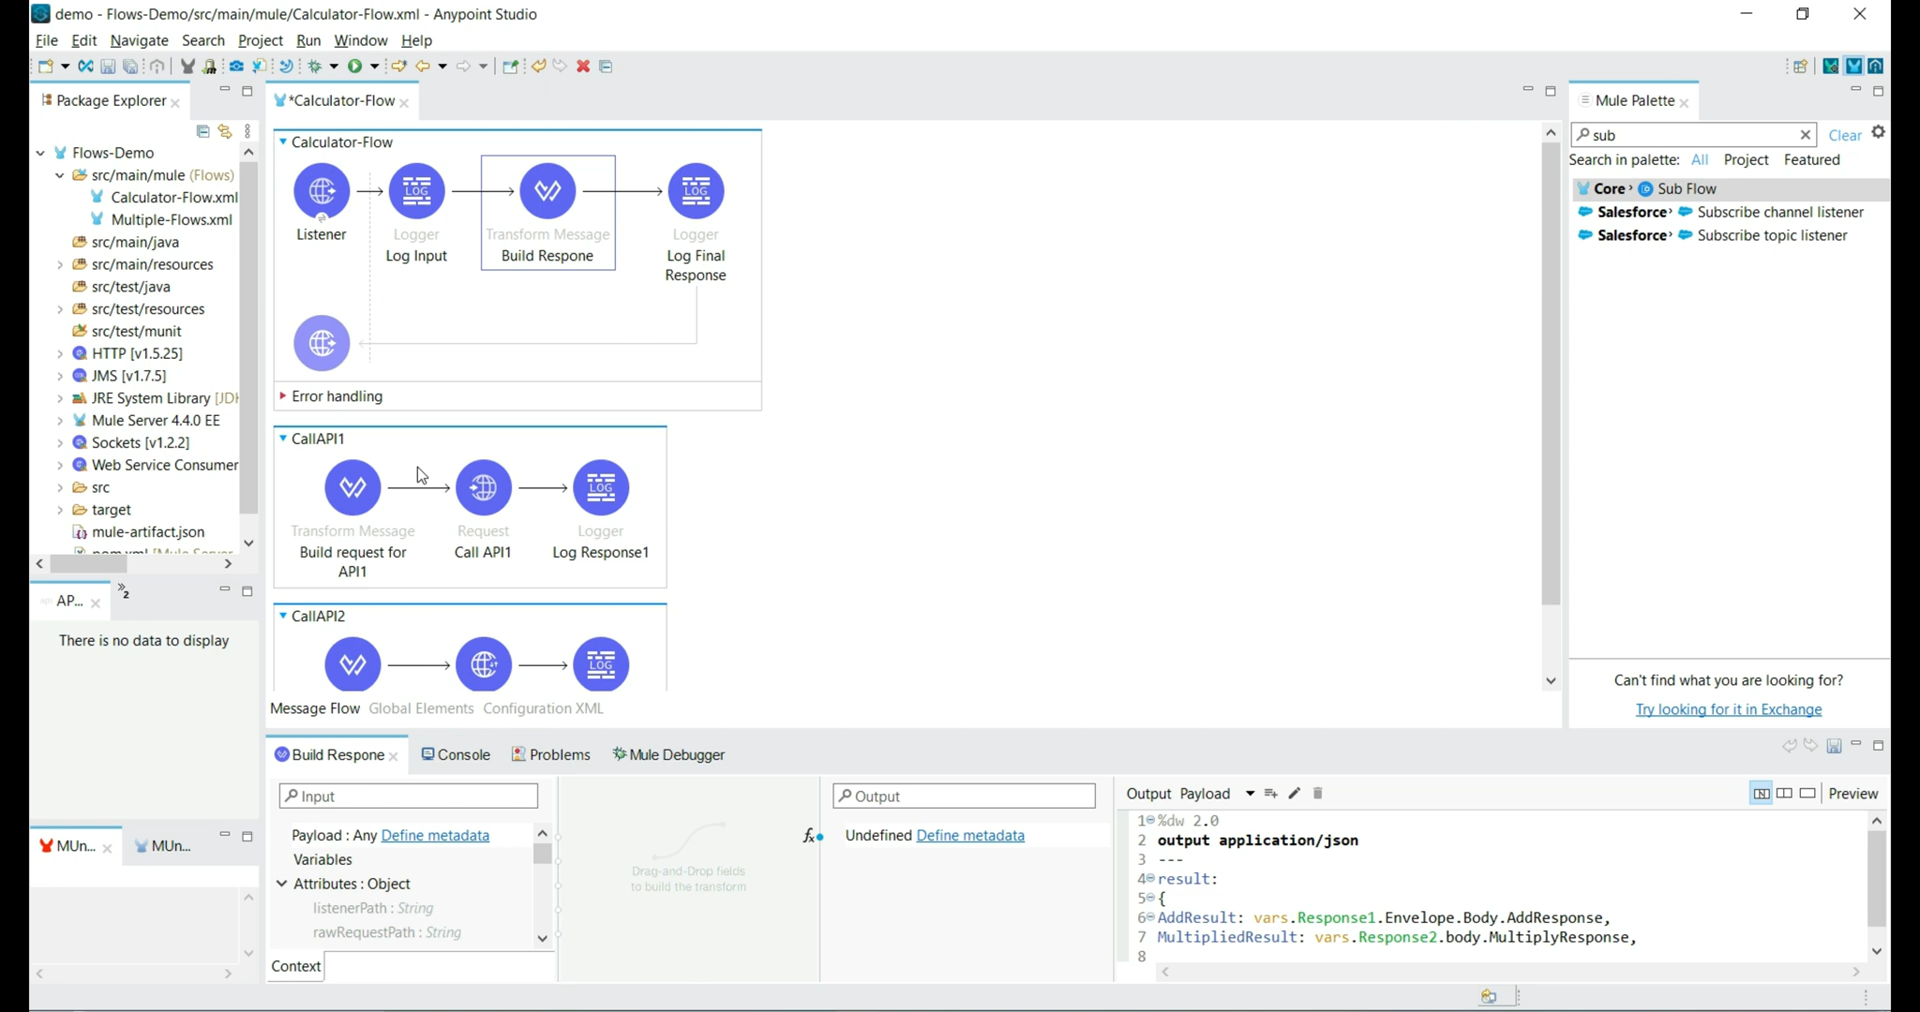 demo - Flows-Demo/src/main/mule/Calculator-Flow.xml - Anypoint Studio
File Edit Navigate Search Project Run Window Help
Package Explorer
Flows-Demo
src/main/mule (Flows)
Calculator-Flow.xml
Multiple-Flows.xml
src/main/java
src/main/resources
src/test/java
src/test/resources
src/test/munit
HTTP [v1.5.25]
JMS [v1.7.5]
JRE System Library [JDK
Mule Server 4.4.0 EE
Sockets [v1.2.2]
Web Service Consumer
src
target
mule-artifact.json
pom.xml [Mule Server
AP...
2
There is no data to display
MUn...
MUn...
*Calculator-Flow
Calculator-Flow
Listener
LOG
Logger
Log Input
Transform Message
Build Respone
LOG
Logger
Log Final
Response
Error handling
CallAPI1
Transform Message
Build request for
API1
Request
Call API1
LOG
Logger
Log Response1
CallAPI2
LOG
Message Flow Global Elements Configuration XML
Mule Palette
sub
Clear
Search in palette: All Project Featured
Core > Sub Flow
Salesforce > Subscribe channel listener
Salesforce > Subscribe topic listener
Can't find what you are looking for?
Try looking for it in Exchange
Build Respone Console Problems Mule Debugger
Input
Payload : Any Define metadata
Variables
Attributes : Object
listenerPath : String
rawRequestPath : String
Context
Drag-and-Drop fields
to build the transform
fx
Output
Undefined Define metadata
Output Payload
Preview
1 %dw 2.0
2 output application/json
3 ---
4 result:
5 {
6 AddResult: vars.Response1.Envelope.Body.AddResponse,
7 MultipliedResult: vars.Response2.body.MultiplyResponse,
8